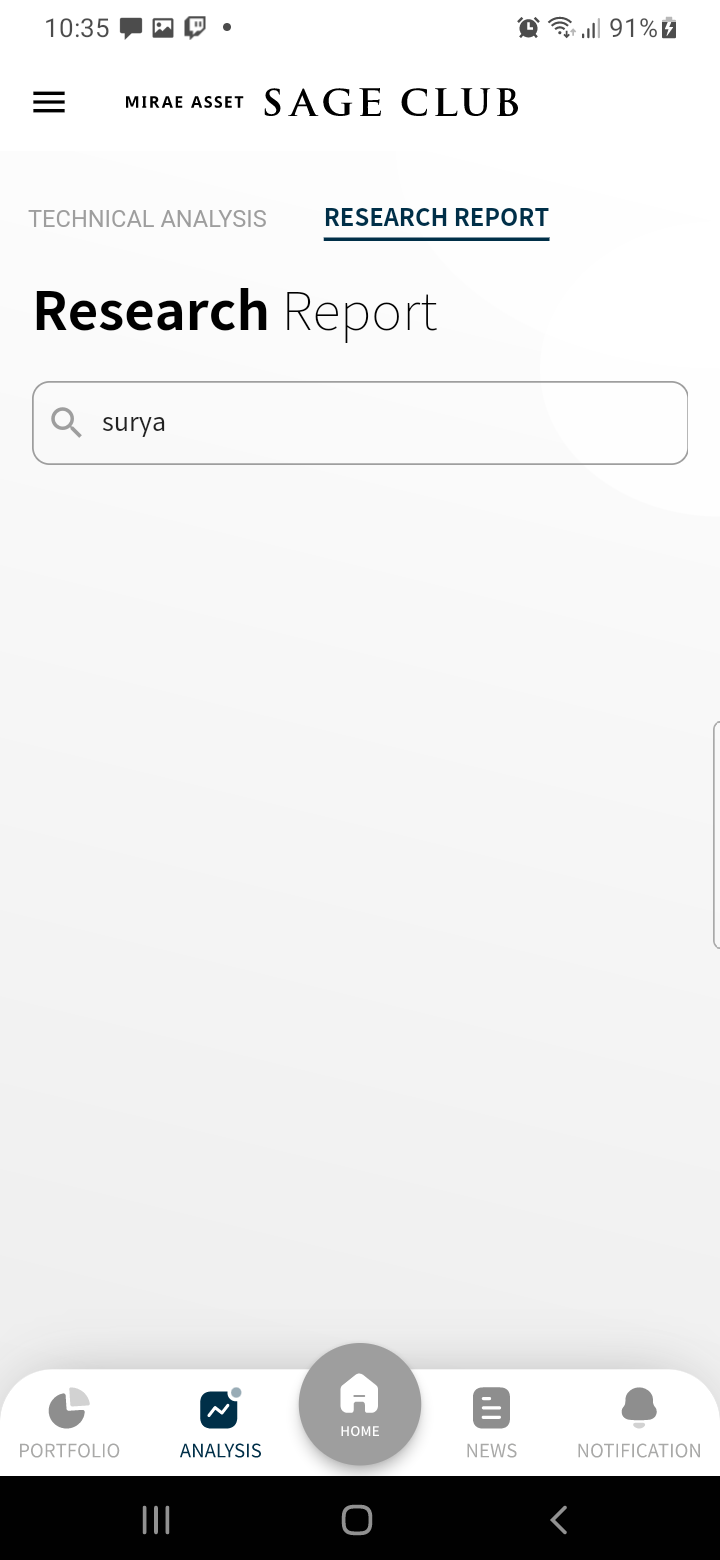 10:35 91%
MIRAE ASSET SAGE CLUB
TECHNICAL ANALYSIS RESEARCH REPORT
Research Report
surya
HOME
PORTFOLIO ANALYSIS NEWS NOTIFICATION